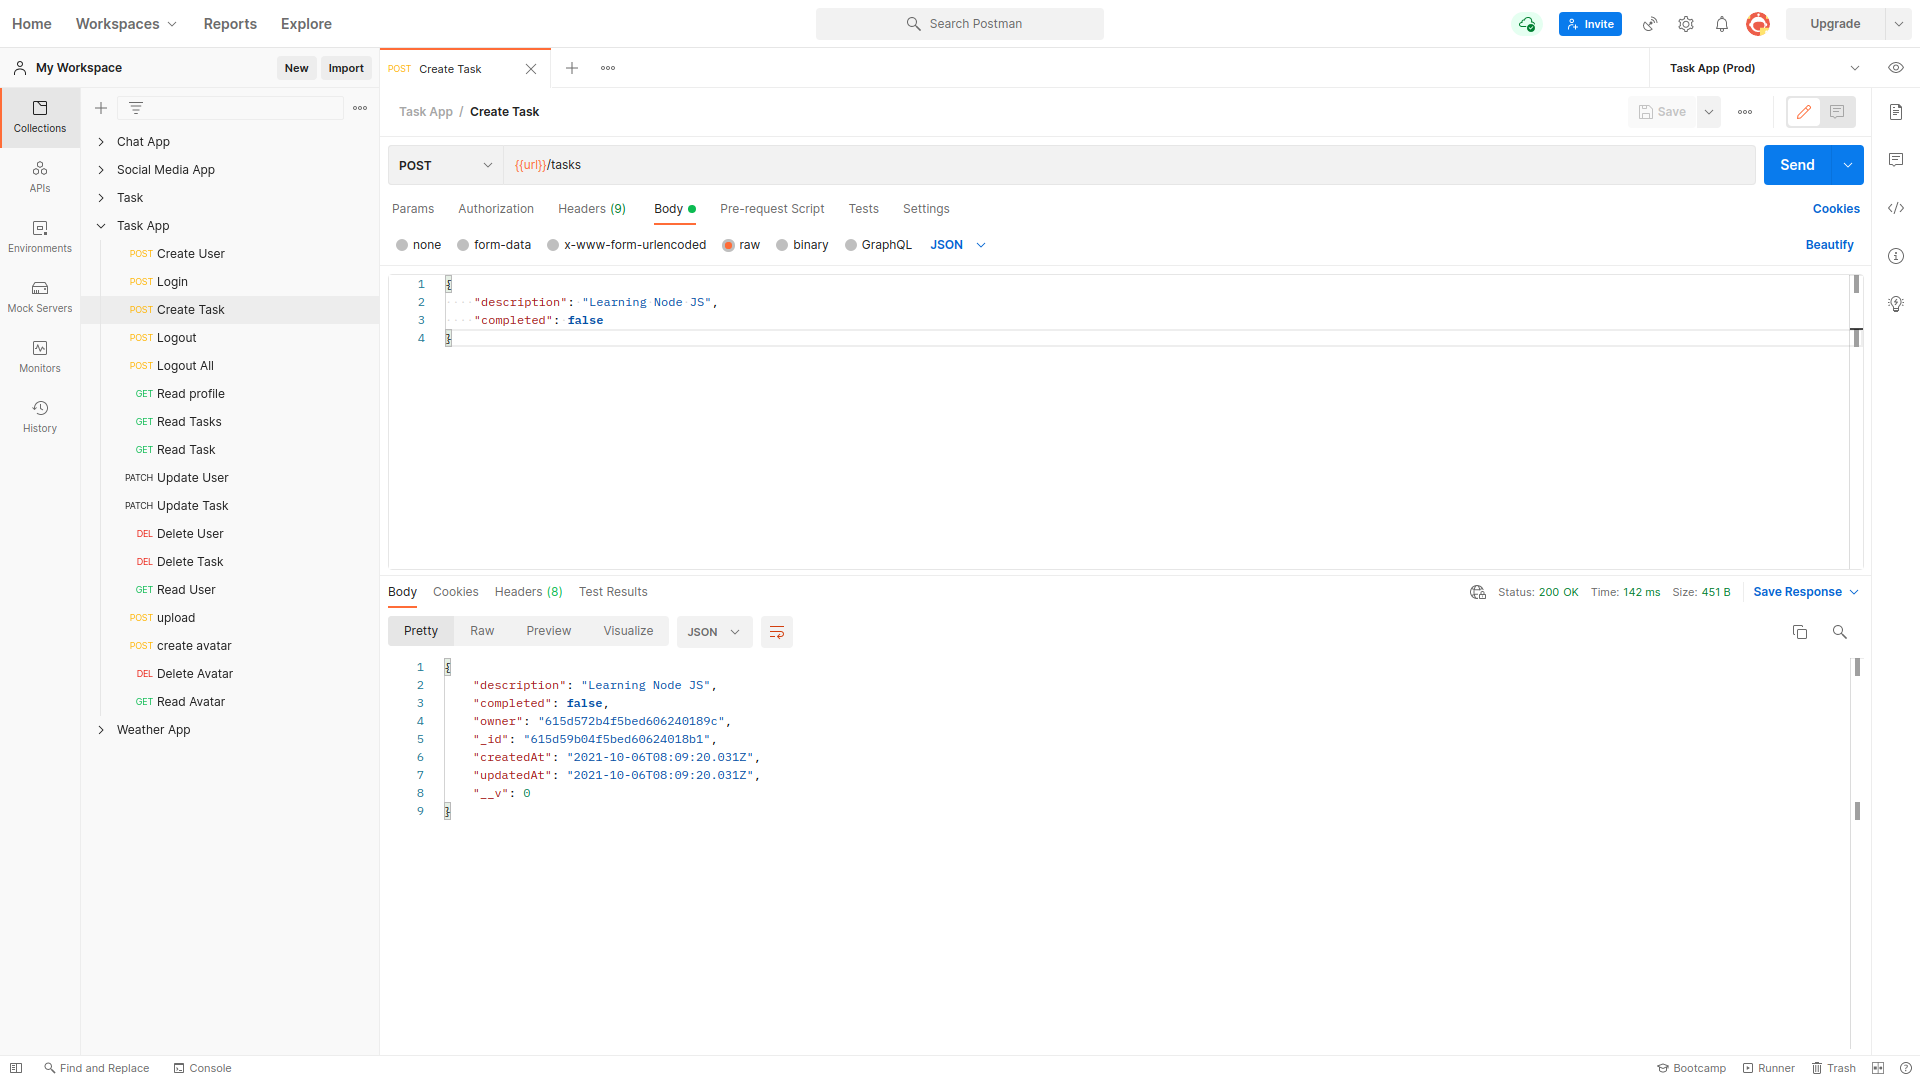 Home Workspaces Reports Explore
Search Postman
Invite Upgrade
My Workspace New Import
POST Create Task
Task App (Prod)
Collections
APIs
Environments
Mock Servers
Monitors
History
Chat App
Social Media App
Task
Task App
POST Create User
POST Login
POST Create Task
POST Logout
POST Logout All
GET Read profile
GET Read Tasks
GET Read Task
PATCH Update User
PATCH Update Task
DEL Delete User
DEL Delete Task
GET Read User
POST upload
POST create avatar
DEL Delete Avatar
GET Read Avatar
Weather App
Task App / Create Task
Save
POST {{url}}/tasks Send
Params Authorization Headers (9) Body Pre-request Script Tests Settings Cookies
none form-data x-www-form-urlencoded raw binary GraphQL JSON Beautify
1 {
2 "description": "Learning Node JS",
3 "completed": false
4 }
Body Cookies Headers (8) Test Results Status: 200 OK Time: 142 ms Size: 451 B Save Response
Pretty Raw Preview Visualize JSON
1 {
2 "description": "Learning Node JS",
3 "completed": false,
4 "owner": "615d572b4f5bed606240189c",
5 "_id": "615d59b04f5bed60624018b1",
6 "createdAt": "2021-10-06T08:09:20.031Z",
7 "updatedAt": "2021-10-06T08:09:20.031Z",
8 "__v": 0
9 }
Find and Replace Console Bootcamp Runner Trash